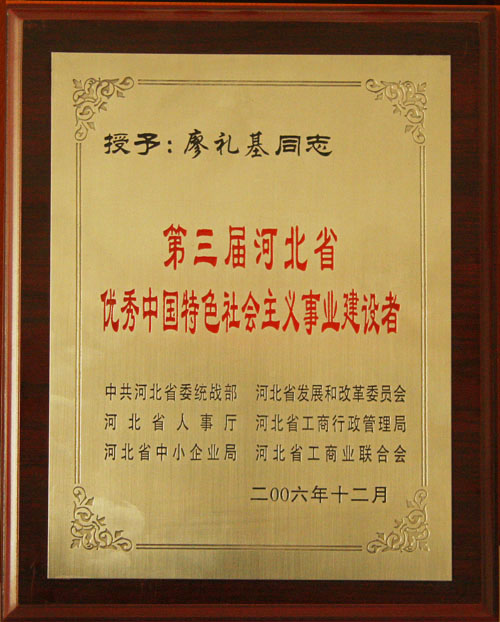 授予：廖礼基同志
第三届河北省
优秀中国特色社会主义事业建设者
中共河北省委统战部 河北省发展和改革委员会
河北省人事厅 河北省工商行政管理局
河北省中小企业局 河北省工商业联合会
二00六年十二月